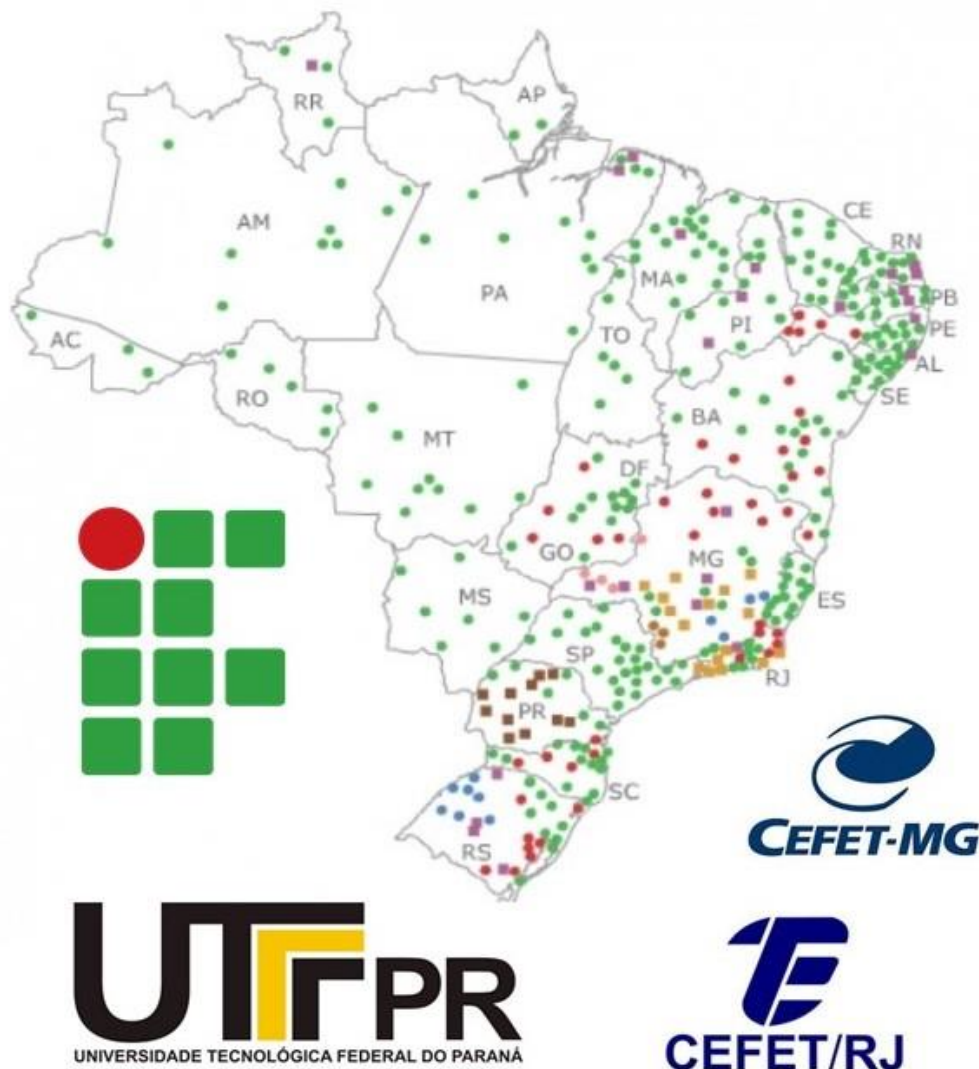 RR
AP
AM
PA
MA
CE
RN
PB
PE
AL
SE
PI
TO
AC
RO
MT
BA
DF
GO
MG
ES
MS
SP
RJ
PR
SC
RS
CEFET-MG
UTFPR
UNIVERSIDADE TECNOLÓGICA FEDERAL DO PARANÁ
CEFET/RJ